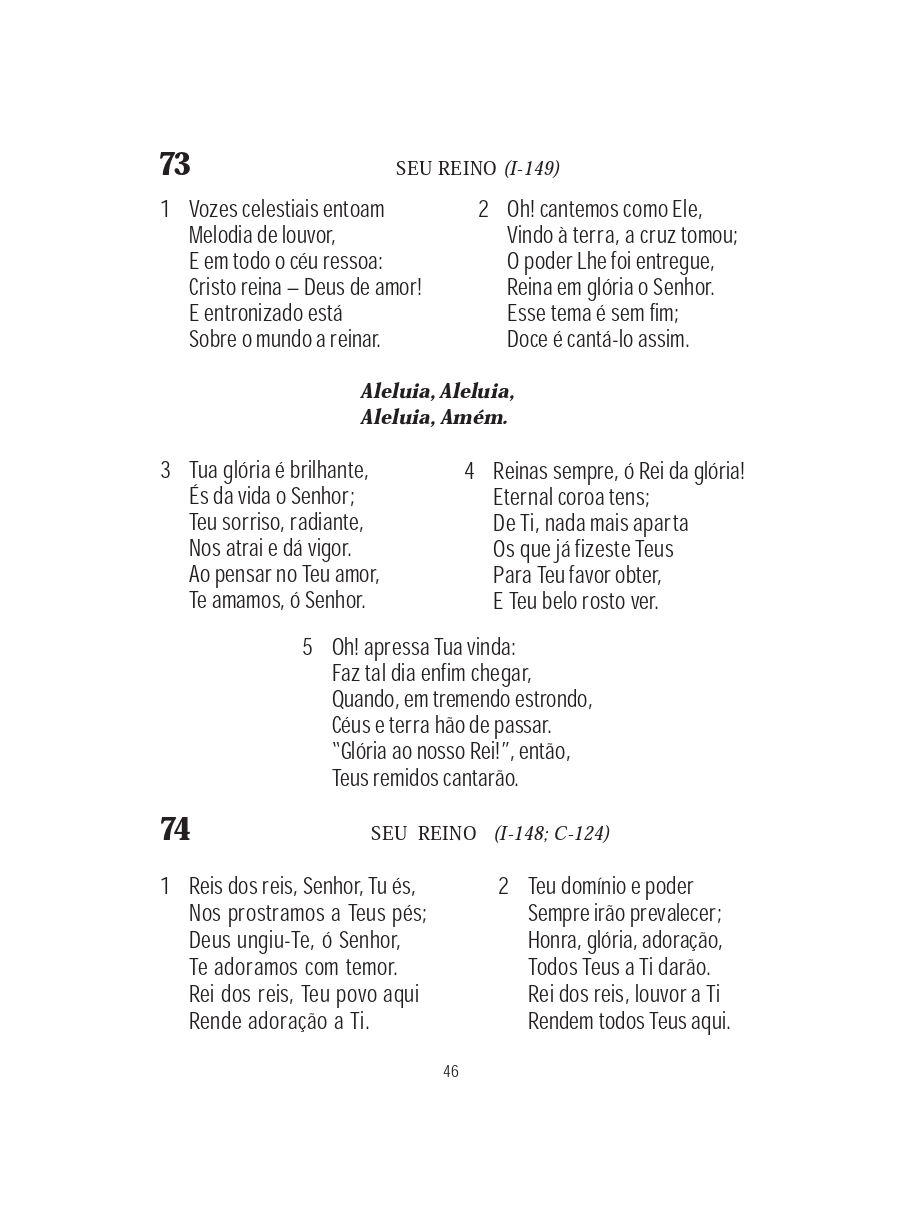 73
SEU REINO (I-149)
1 Vozes celestiais entoam
Melodia de louvor,
E em todo o céu ressoa:
Cristo reina – Deus de amor!
E entronizado está
Sobre o mundo a reinar.
2 Oh! cantemos como Ele,
Vindo à terra, a cruz tomou;
O poder Lhe foi entregue,
Reina em glória o Senhor.
Esse tema é sem fim;
Doce é cantá-lo assim.
Aleluia, Aleluia,
Aleluia, Amém.
3 Tua glória é brilhante,
És da vida o Senhor;
Teu sorriso, radiante,
Nos atrai e dá vigor.
Ao pensar no Teu amor,
Te amamos, ó Senhor.
4 Reinas sempre, ó Rei da glória!
Eternal coroa tens;
De Ti, nada mais aparta
Os que já fizeste Teus
Para Teu favor obter,
E Teu belo rosto ver.
5 Oh! apressa Tua vinda:
Faz tal dia enfim chegar,
Quando, em tremendo estrondo,
Céus e terra hão de passar.
“Glória ao nosso Rei!”, então,
Teus remidos cantarão.
74
SEU REINO (I-148; C-124)
1 Reis dos reis, Senhor, Tu és,
Nos prostramos a Teus pés;
Deus ungiu-Te, ó Senhor,
Te adoramos com temor.
Rei dos reis, Teu povo aqui
Rende adoração a Ti.
2 Teu domínio e poder
Sempre irão prevalecer;
Honra, glória, adoração,
Todos Teus a Ti darão.
Rei dos reis, louvor a Ti
Rendem todos Teus aqui.
46